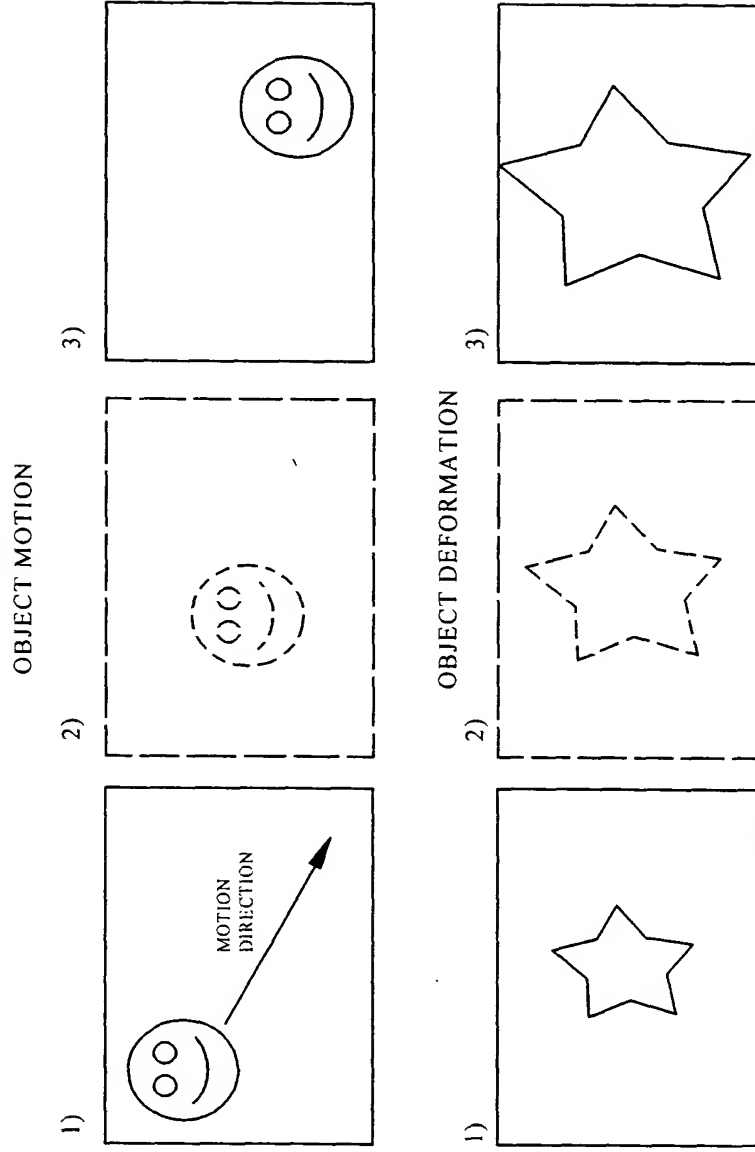 OBJECT MOTION
1)
2)
3)
MOTION
DIRECTION
OBJECT DEFORMATION
1)
2)
3)